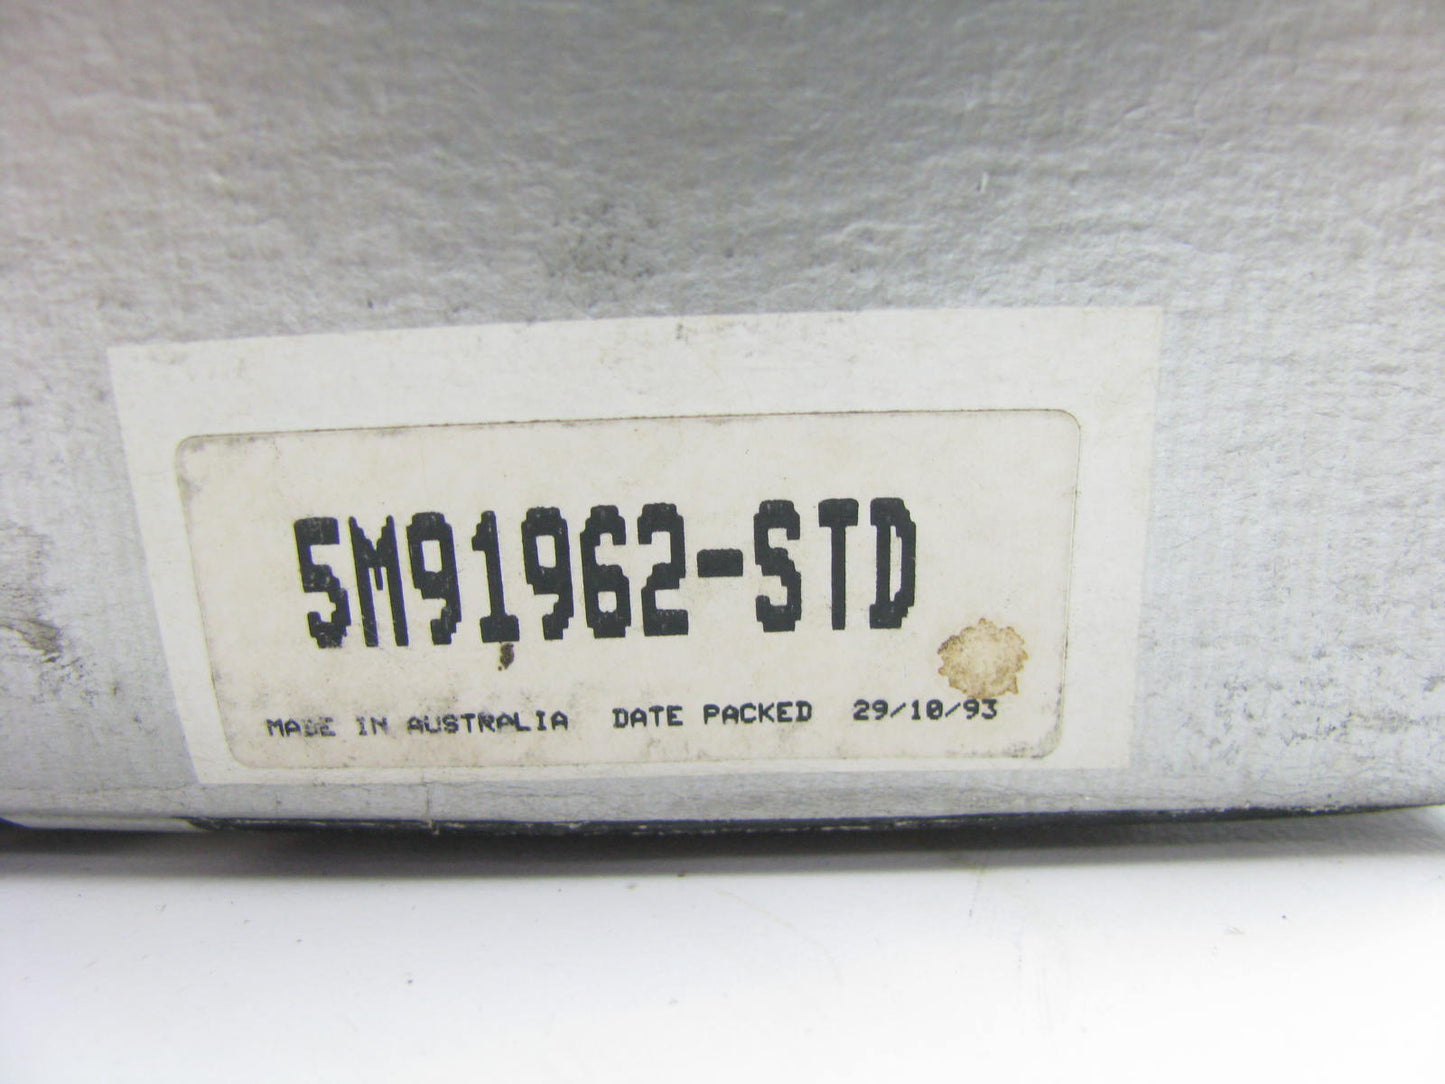 5M91962-STD
MADE IN AUSTRALIA DATE PACKED 29/10/93